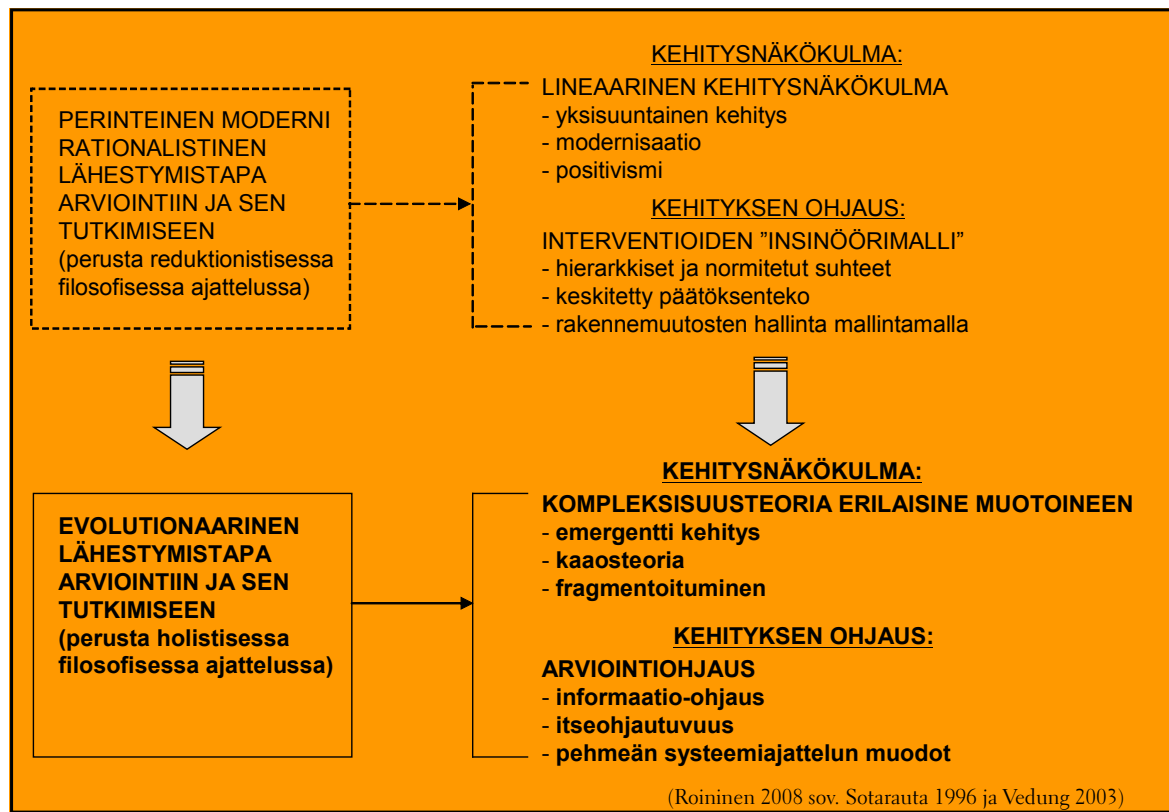 PERINTEINEN MODERNI
RATIONALISTINEN
LÄHESTYMISTAPA
ARVIOINTIIN JA SEN
TUTKIMISEEN
(perusta reduktionistisessa
filosofisessa ajattelussa)
KEHITYSNÄKÖKULMA:
LINEAARINEN KEHITYSNÄKÖKULMA
- yksisuuntainen kehitys
- modernisaatio
- positivismi
KEHITYKSEN OHJAUS:
INTERVENTIOIDEN ”INSINÖÖRIMALLI”
- hierarkkiset ja normitetut suhteet
- keskitetty päätöksenteko
- rakennemuutosten hallinta mallintamalla
EVOLUTIONAARINEN
LÄHESTYMISTAPA
ARVIOINTIIN JA SEN
TUTKIMISEEN
(perusta holistisessa
filosofisessa ajattelussa)
KEHITYSNÄKÖKULMA:
KOMPLEKSISUUSTEORIA ERILAISINE MUOTOINEEN
- emergentti kehitys
- kaaosteoria
- fragmentoituminen
KEHITYKSEN OHJAUS:
ARVIOINTIOHJAUS
- informaatio-ohjaus
- itseohjautuvuus
- pehmeän systeemiajattelun muodot
(Roininen 2008 sov. Sotarauta 1996 ja Vedung 2003)